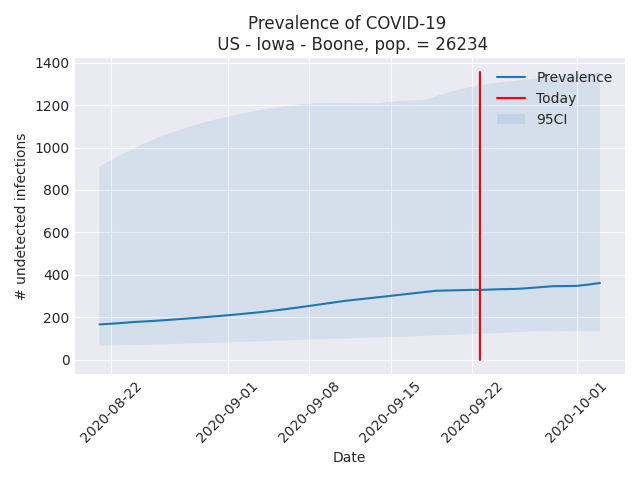 Prevalence of COVID-19
US - Iowa - Boone, pop. = 26234
1400
1200
1000
800
600
400
200
0
# undetected infections
Prevalence
Today
95CI
2020-08-22
2020-09-01
2020-09-08
2020-09-15
2020-09-22
2020-10-01
Date